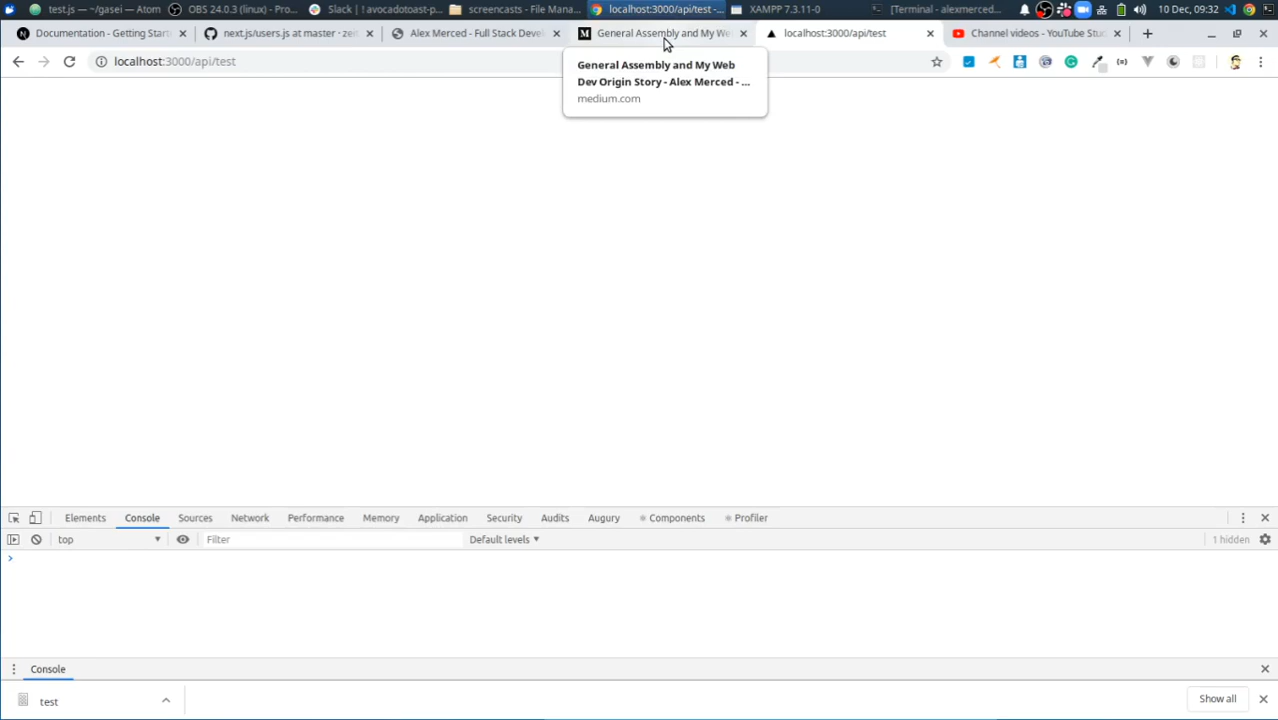 test.js — ~/gasei — Atom
OBS 24.0.3 (linux) - Pro...
Slack | !avocadotoast-p...
screencasts - File Mana...
localhost:3000/api/test -...
XAMPP 7.3.11-0
[Terminal - alexmerced...
10 Dec, 09:32
Documentation - Getting Start
next.js/users.js at master · zei
Alex Merced - Full Stack Devel
General Assembly and My We
localhost:3000/api/test
Channel videos - YouTube Stu
localhost:3000/api/test
General Assembly and My Web
Dev Origin Story - Alex Merced - ...
medium.com
Elements
Console
Sources
Network
Performance
Memory
Application
Security
Audits
Augury
Components
Profiler
top
Filter
Default levels
1 hidden
Console
test
Show all